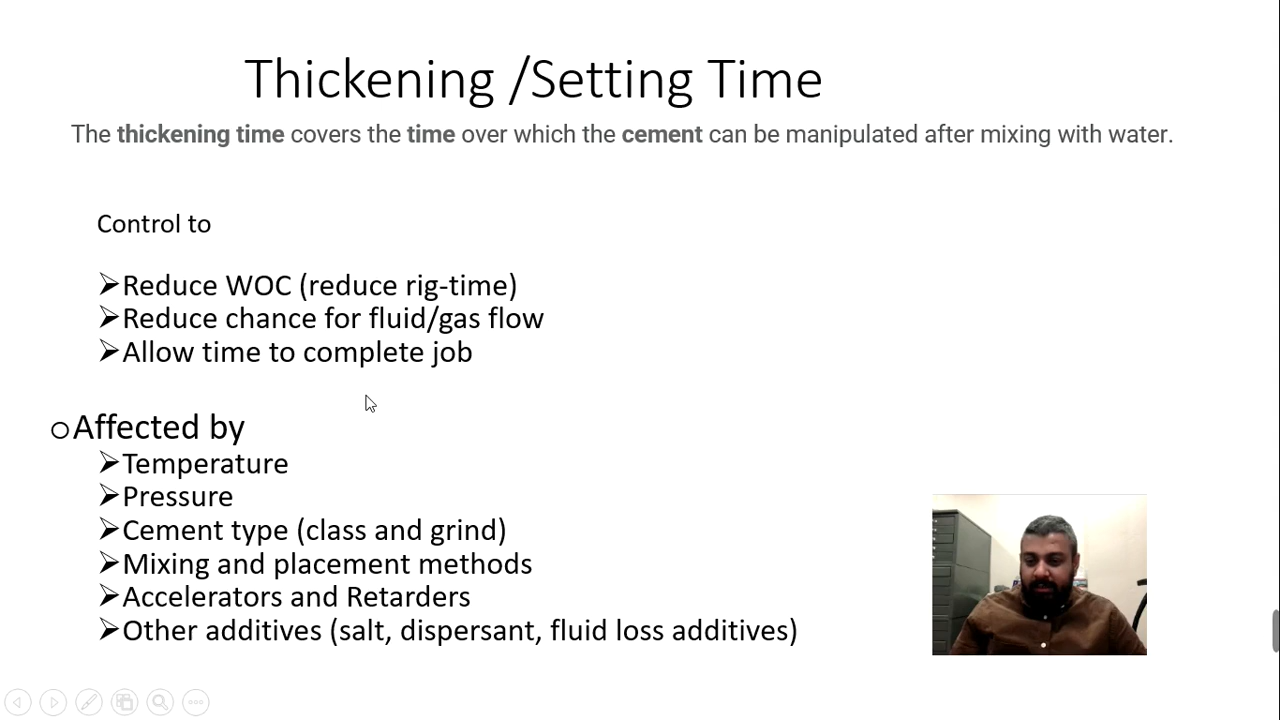 Thickening /Setting Time
The thickening time covers the time over which the cement can be manipulated after mixing with water.
Control to
⮚Reduce WOC (reduce rig-time)
⮚Reduce chance for fluid/gas flow
⮚Allow time to complete job
oAffected by
⮚Temperature
⮚Pressure
⮚Cement type (class and grind)
⮚Mixing and placement methods
⮚Accelerators and Retarders
⮚Other additives (salt, dispersant, fluid loss additives)